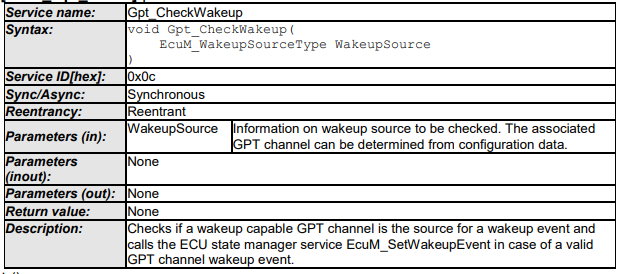 Service name: Gpt_CheckWakeup
Syntax: void Gpt_CheckWakeup(
EcuM_WakeupSourceType WakeupSource
)
Service ID[hex]: 0x0c
Sync/Async: Synchronous
Reentrancy: Reentrant
Parameters (in): WakeupSource Information on wakeup source to be checked. The associated
GPT channel can be determined from configuration data.
Parameters None
(inout):
Parameters (out): None
Return value: None
Description: Checks if a wakeup capable GPT channel is the source for a wakeup event and
calls the ECU state manager service EcuM_SetWakeupEvent in case of a valid
GPT channel wakeup event.